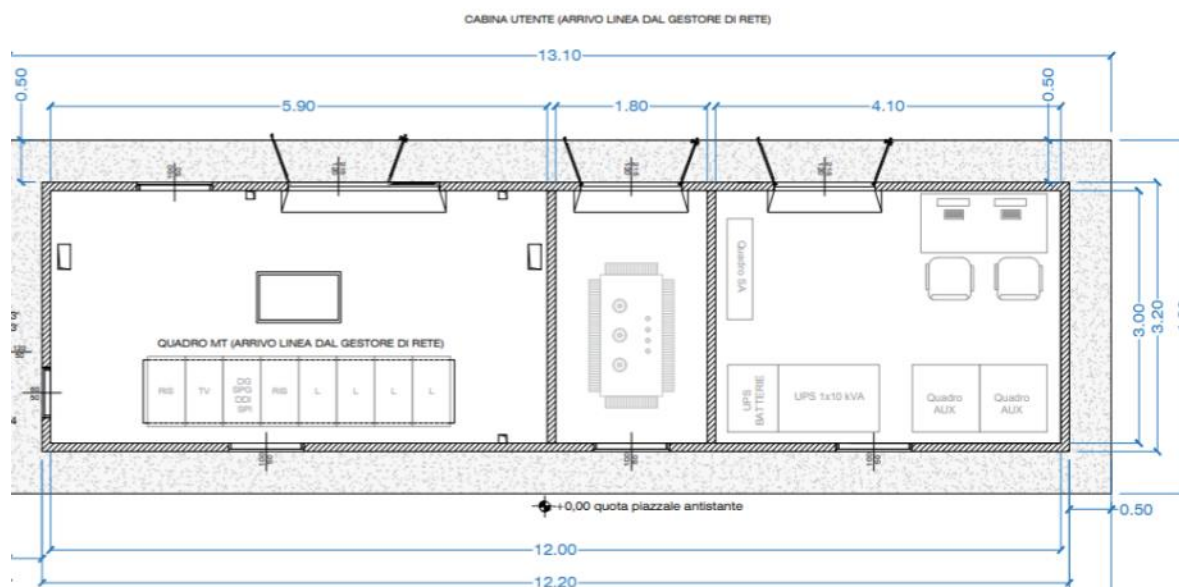 CABINA UTENTE (ARRIVO LINEA DAL GESTORE DI RETE)
13.10
0.50
5.90
1.80
4.10
0.50
QUADRO MT (ARRIVO LINEA DAL GESTORE DI RETE)
RIS
TV
DG
SPG
DDI
SPI
RIS
L
L
L
L
Quadro SA
UPS
BATTERIE
UPS 1x10 kVA
Quadro
AUX
Quadro
AUX
3.00
3.20
+0,00 quota piazzale antistante
0.50
12.00
12.20